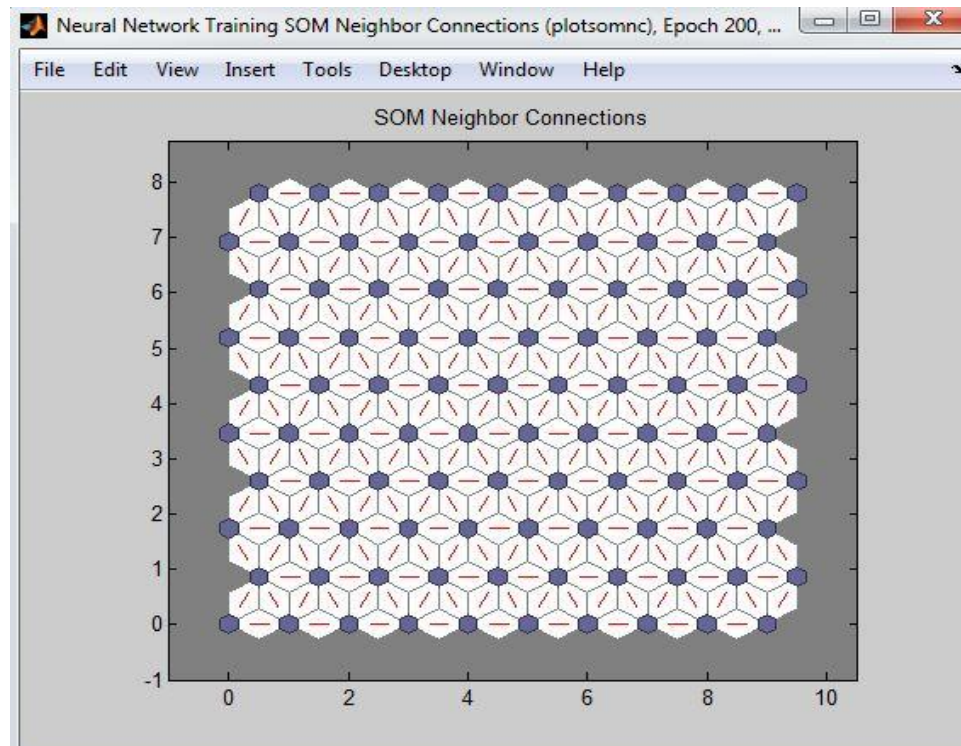 Neural Network Training SOM Neighbor Connections (plotsomnc), Epoch 200, ...
File Edit View Insert Tools Desktop Window Help
SOM Neighbor Connections
8
7
6
5
4
3
2
1
0
-1
0 2 4 6 8 10